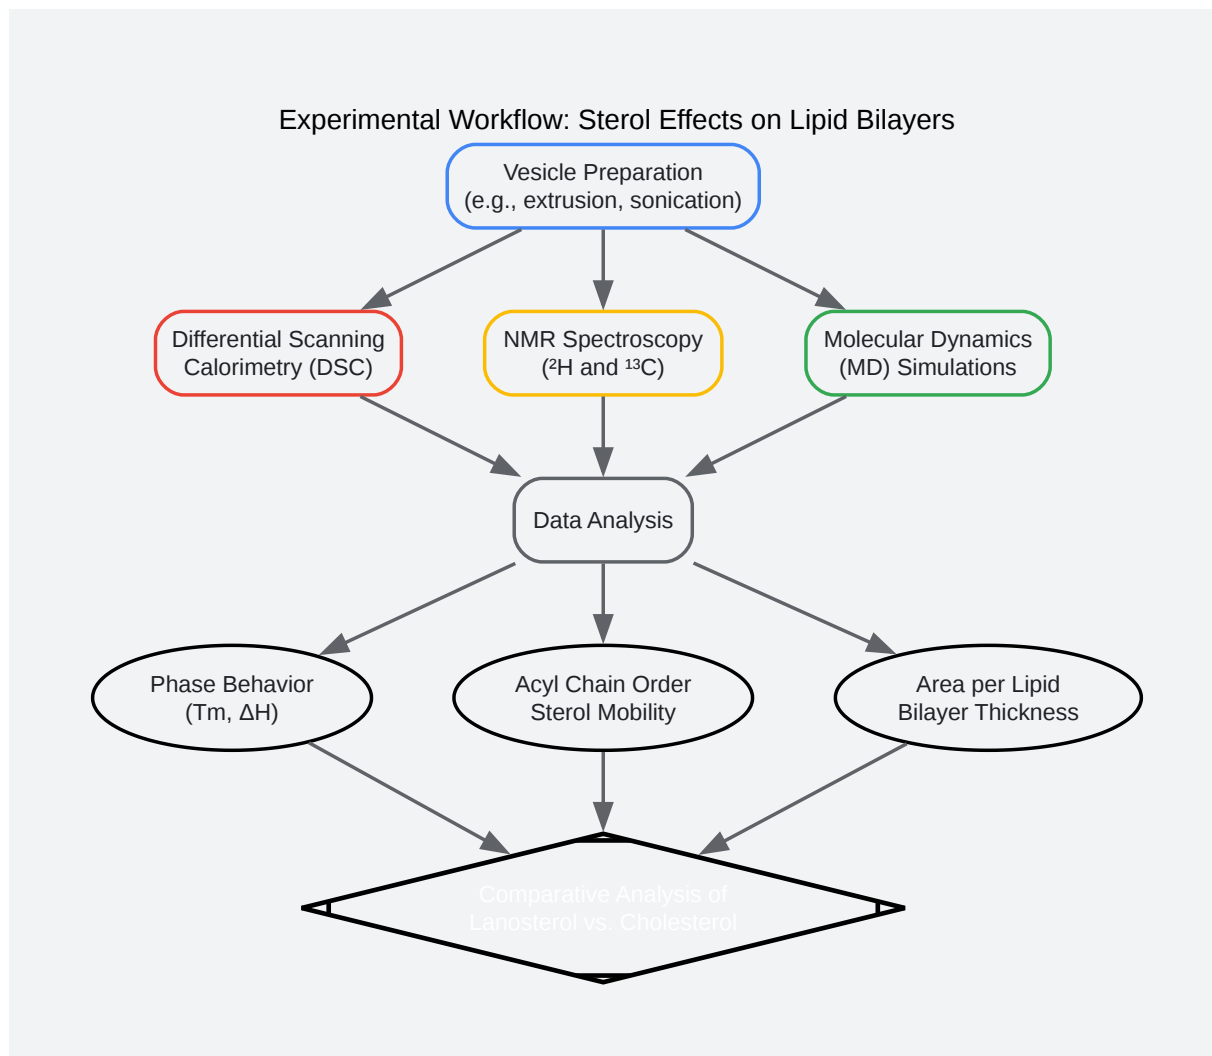 Experimental Workflow: Sterol Effects on Lipid Bilayers
Vesicle Preparation
(e.g., extrusion, sonication)
Differential Scanning
Calorimetry (DSC)
NMR Spectroscopy
(²H and ¹³C)
Molecular Dynamics
(MD) Simulations
Data Analysis
Phase Behavior
(Tm, ΔH)
Acyl Chain Order
Sterol Mobility
Area per Lipid
Bilayer Thickness
Comparative Analysis of
Lanosterol vs. Cholesterol